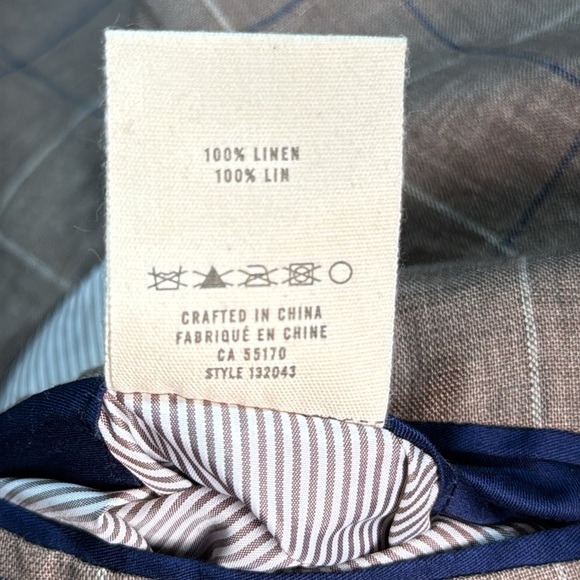 100% LINEN
100% LIN
CRAFTED IN CHINA
FABRIQUÉ EN CHINE
CA 55170
STYLE 132043